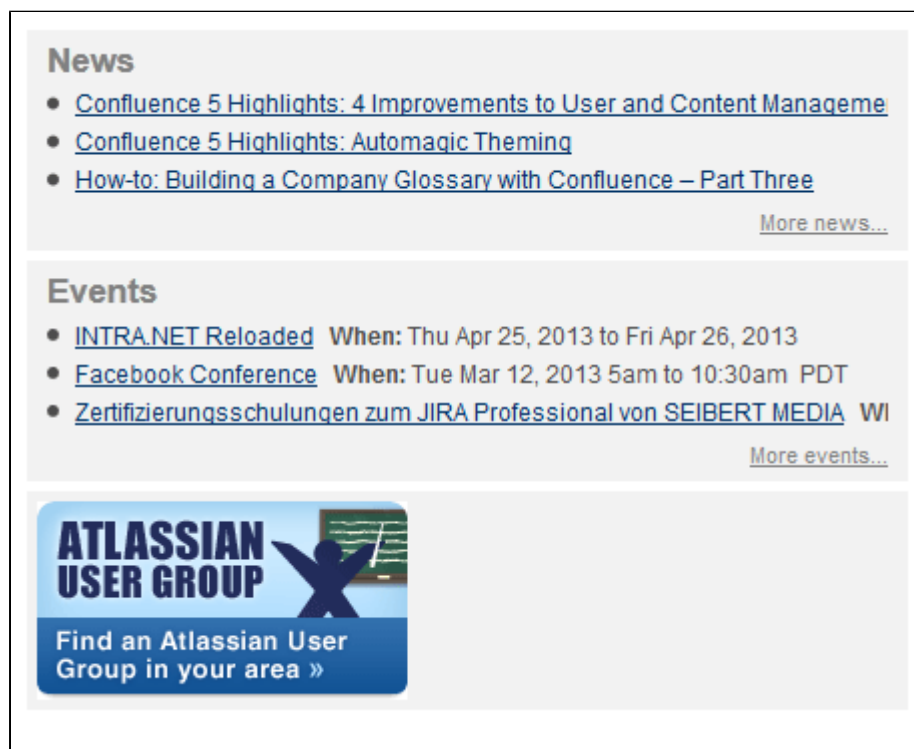 News
Confluence 5 Highlights: 4 Improvements to User and Content Manageme
Confluence 5 Highlights: Automagic Theming
How-to: Building a Company Glossary with Confluence – Part Three
More news...
Events
INTRA.NET Reloaded When: Thu Apr 25, 2013 to Fri Apr 26, 2013
Facebook Conference When: Tue Mar 12, 2013 5am to 10:30am PDT
Zertifizierungsschulungen zum JIRA Professional von SEIBERT MEDIA
More events...
ATLASSIAN
USER GROUP
Find an Atlassian User
Group in your area »